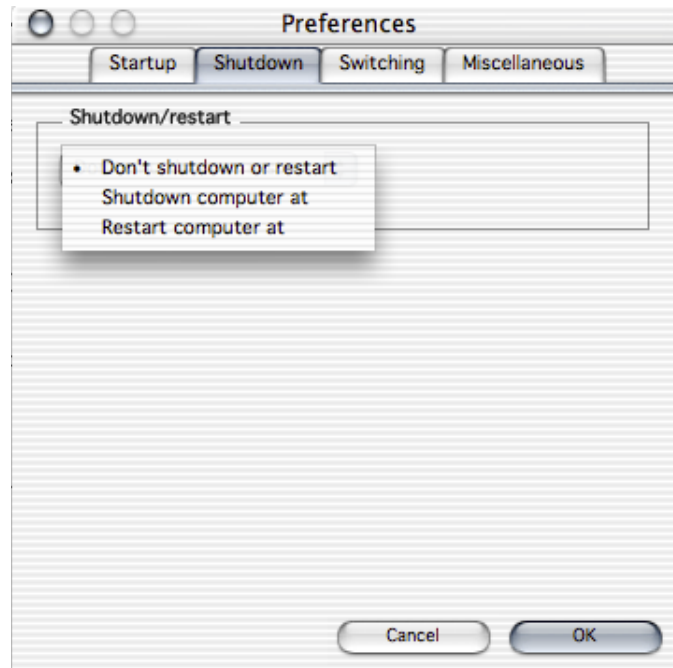 Preferences
Startup
Shutdown
Switching
Miscellaneous
Shutdown/restart
• Don't shutdown or restart
Shutdown computer at
Restart computer at
Cancel
OK